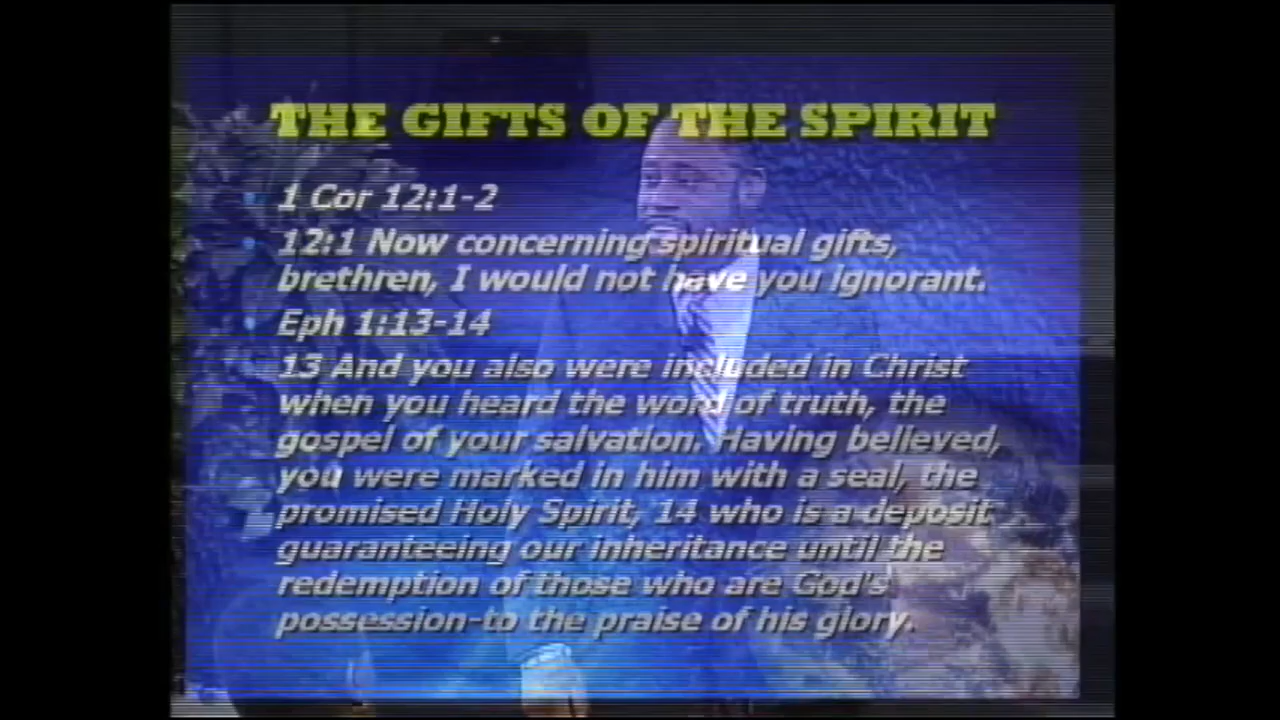 THE GIFTS OF THE SPIRIT
1 Cor 12:1-2
12:1 Now concerning spiritual gifts,
brethren, I would not have you ignorant.
Eph 1:13-14
13 And you also were included in Christ
when you heard the word of truth, the
gospel of your salvation. Having believed,
you were marked in him with a seal, the
promised Holy Spirit, 14 who is a deposit
guaranteeing our inheritance until the
redemption of those who are God's
possession-to the praise of his glory.